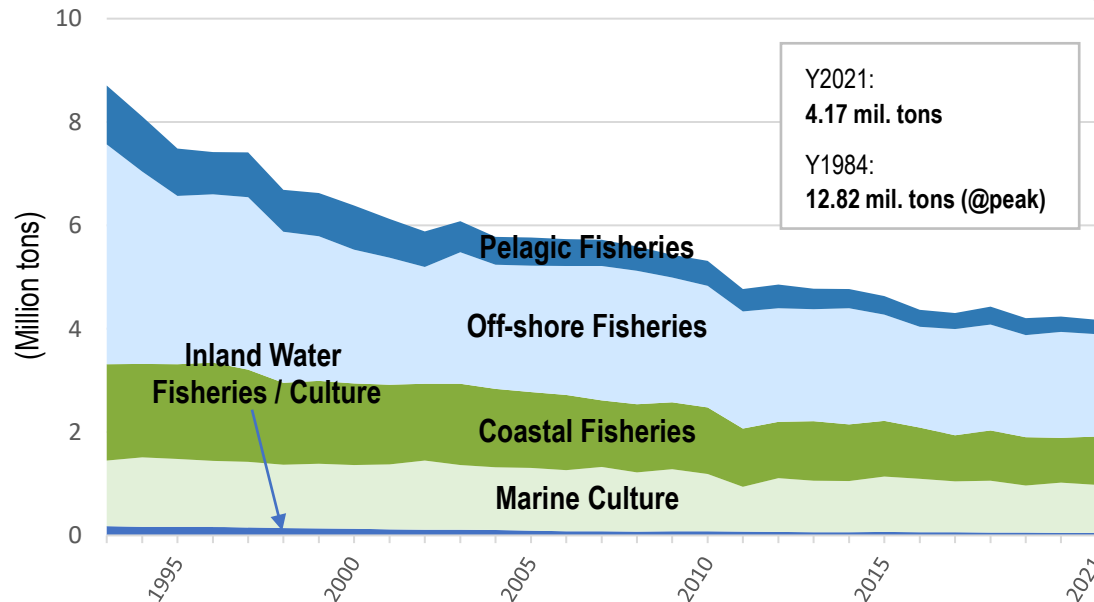 10
8
6
4
2
0
(Million tons)
Y2021:
4.17 mil. tons
Y1984:
12.82 mil. tons (@peak)
Pelagic Fisheries
Off-shore Fisheries
Inland Water
Fisheries / Culture
Coastal Fisheries
Marine Culture
1995
2000
2005
2010
2015
2021